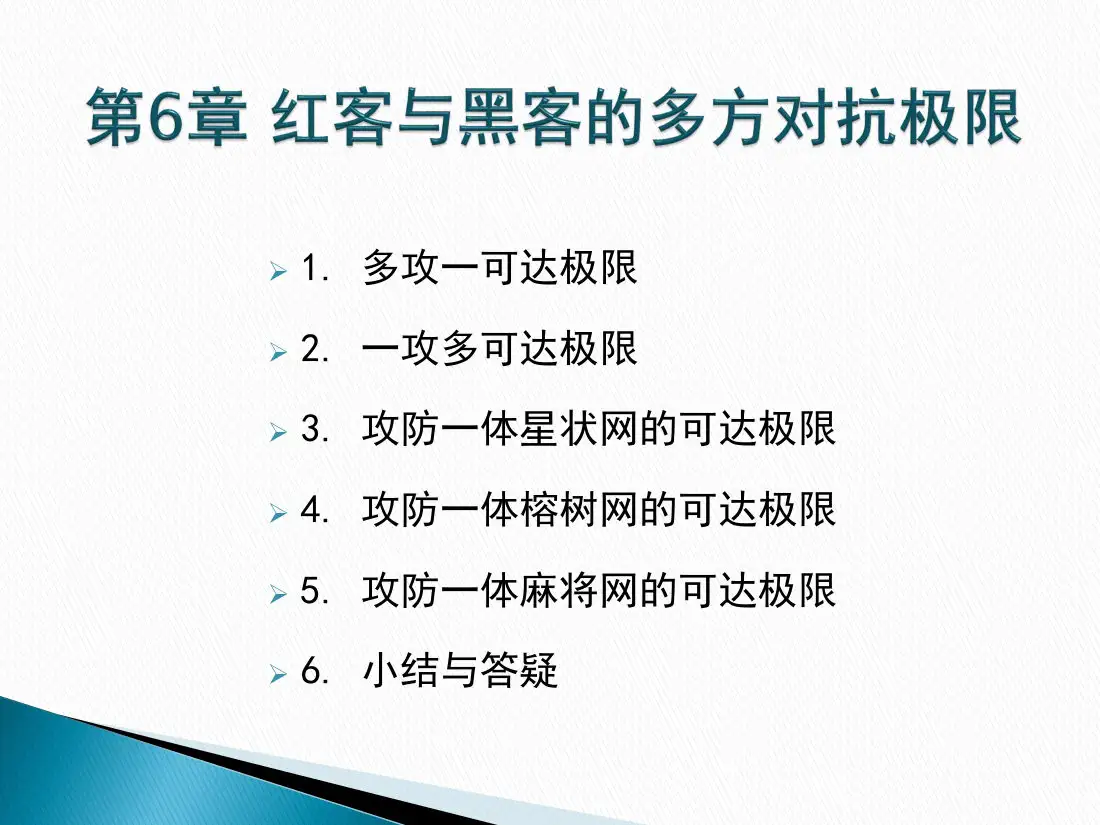 第6章 红客与黑客的多方对抗极限
1. 多攻一可达极限
2. 一攻多可达极限
3. 攻防一体星状网的可达极限
4. 攻防一体榕树网的可达极限
5. 攻防一体麻将网的可达极限
6. 小结与答疑